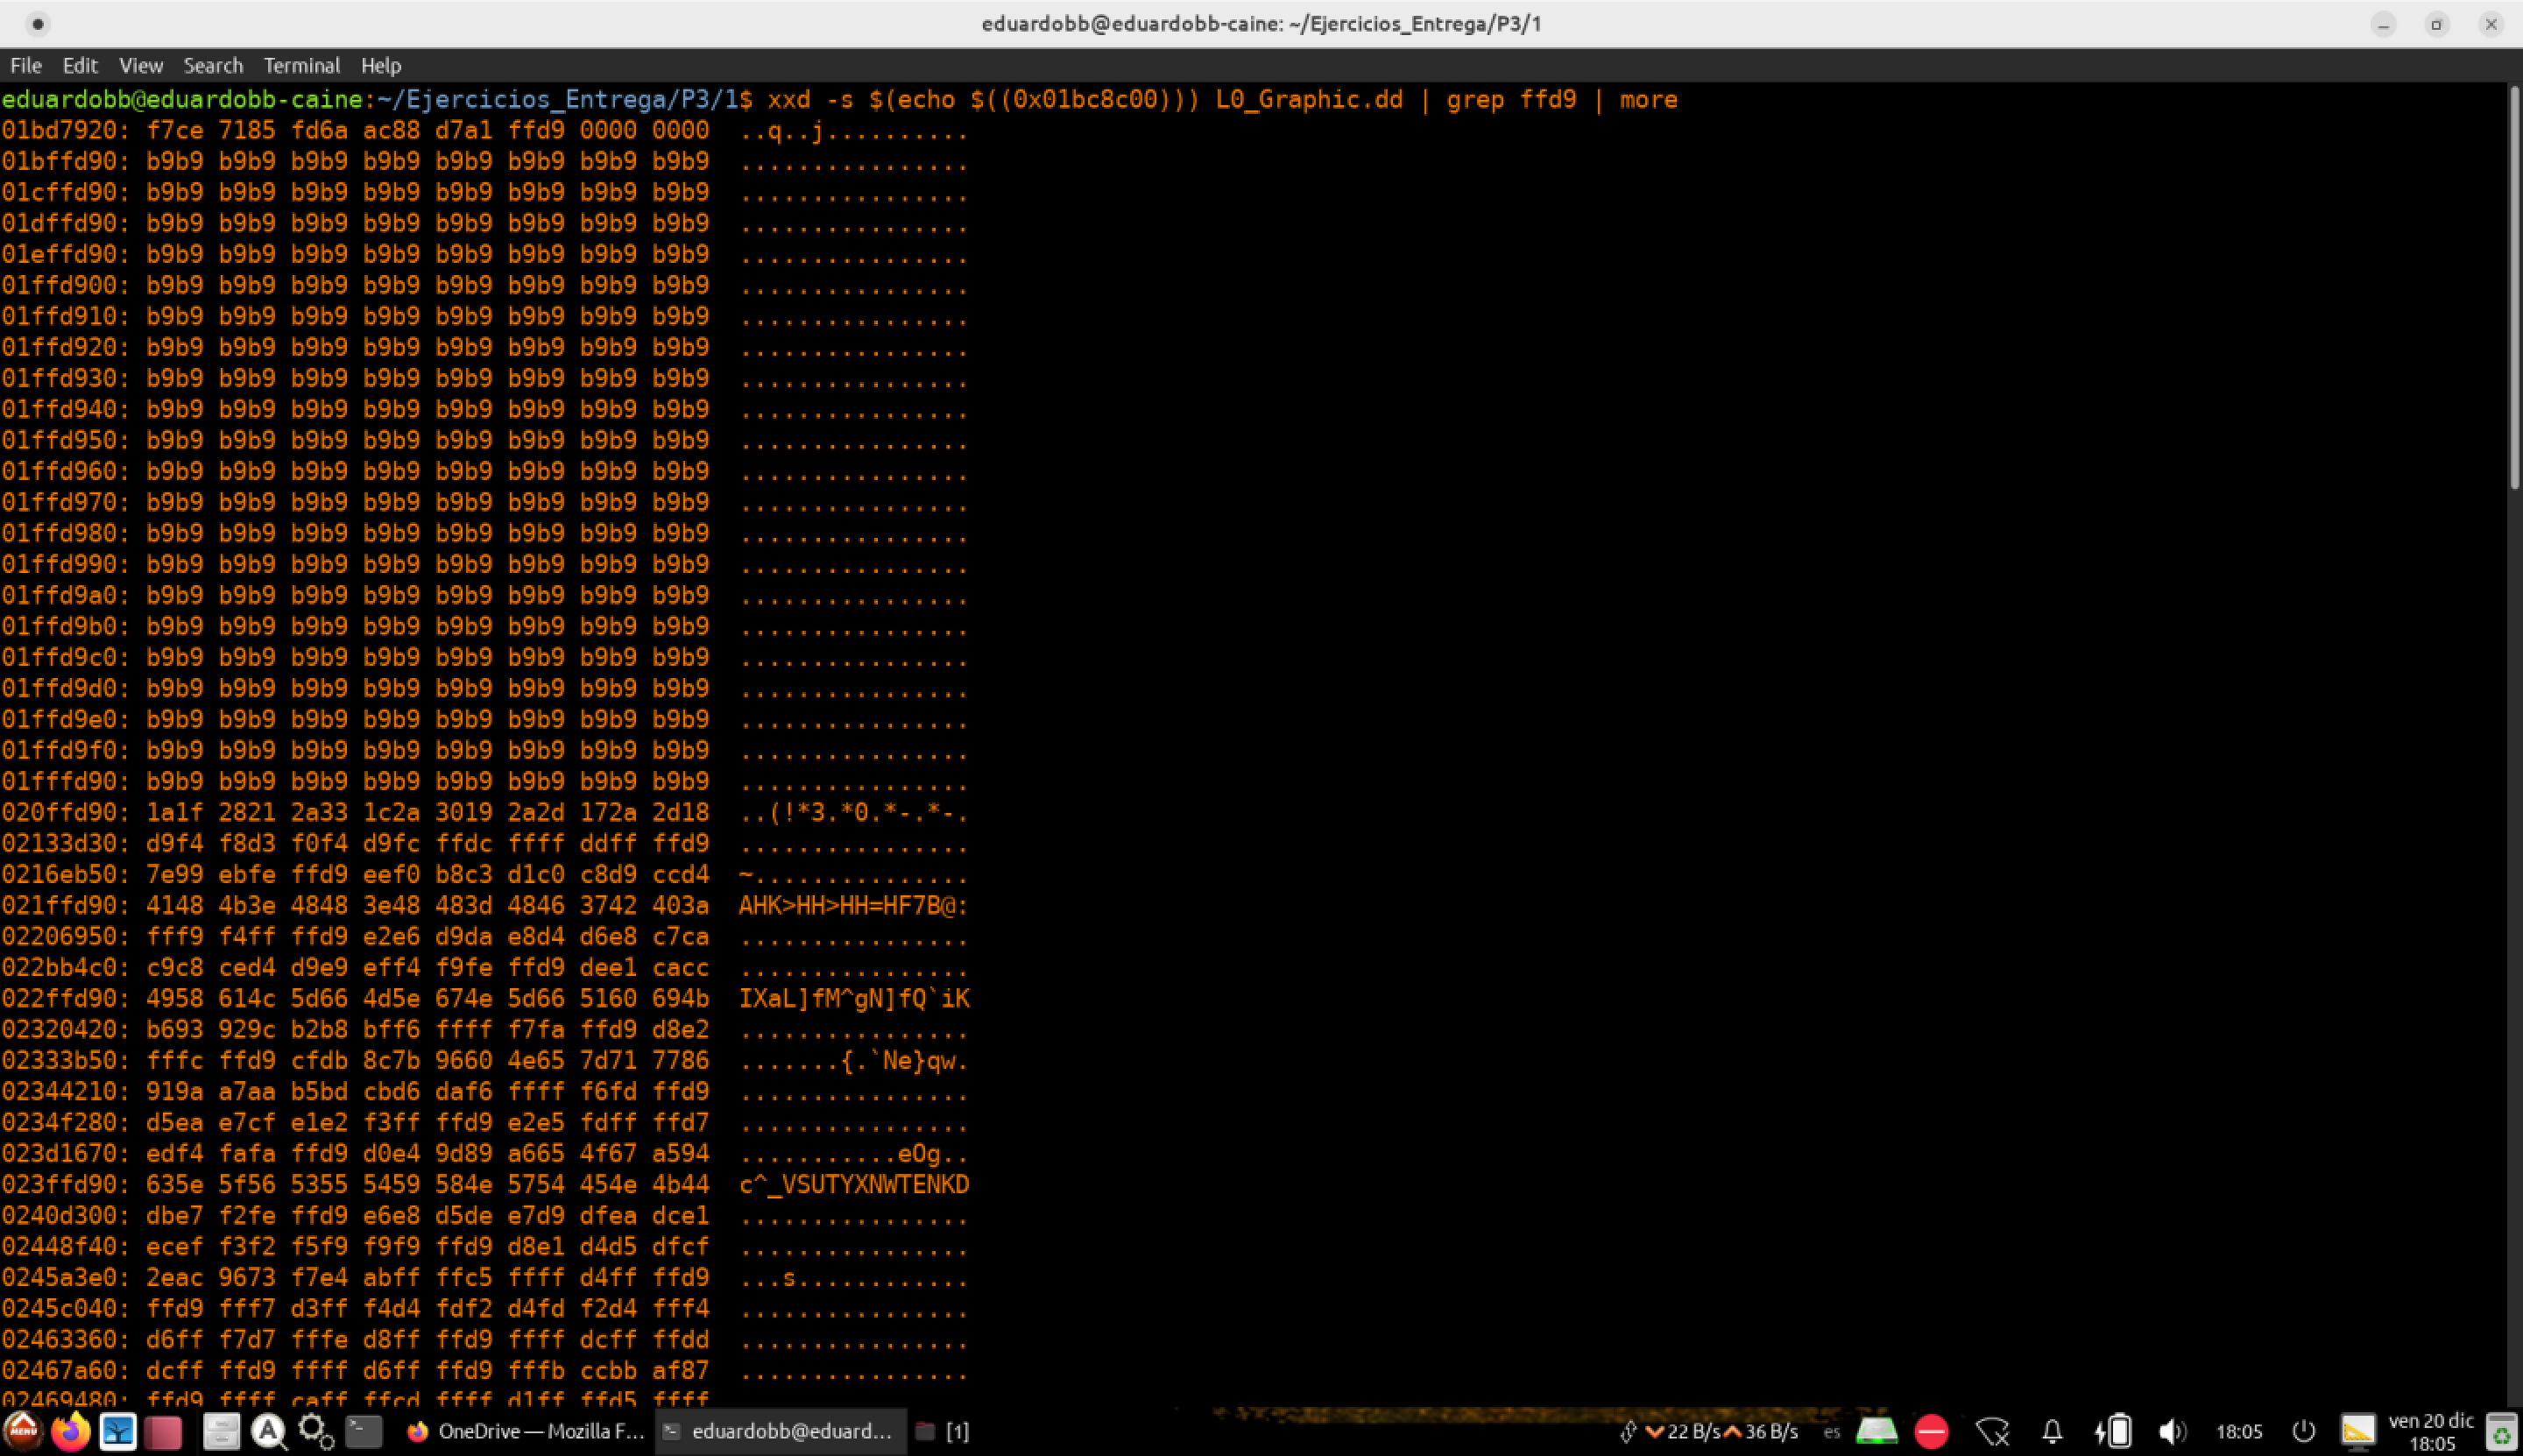 eduardobb@eduardobb-caine: ~/Ejercicios_Entrega/P3/1
File Edit View Search Terminal Help
eduardobb@eduardobb-caine:~/Ejercicios_Entrega/P3/1$ xxd -s $(echo $((0x01bc8c00))) L0_Graphic.dd | grep ffd9 | more
01bd7920: f7ce 7185 fd6a ac88 d7a1 ffd9 0000 0000  ..q..j..........
01bffd90: b9b9 b9b9 b9b9 b9b9 b9b9 b9b9 b9b9 b9b9  ................
01cffd90: b9b9 b9b9 b9b9 b9b9 b9b9 b9b9 b9b9 b9b9  ................
01dffd90: b9b9 b9b9 b9b9 b9b9 b9b9 b9b9 b9b9 b9b9  ................
01effd90: b9b9 b9b9 b9b9 b9b9 b9b9 b9b9 b9b9 b9b9  ................
01ffd900: b9b9 b9b9 b9b9 b9b9 b9b9 b9b9 b9b9 b9b9  ................
01ffd910: b9b9 b9b9 b9b9 b9b9 b9b9 b9b9 b9b9 b9b9  ................
01ffd920: b9b9 b9b9 b9b9 b9b9 b9b9 b9b9 b9b9 b9b9  ................
01ffd930: b9b9 b9b9 b9b9 b9b9 b9b9 b9b9 b9b9 b9b9  ................
01ffd940: b9b9 b9b9 b9b9 b9b9 b9b9 b9b9 b9b9 b9b9  ................
01ffd950: b9b9 b9b9 b9b9 b9b9 b9b9 b9b9 b9b9 b9b9  ................
01ffd960: b9b9 b9b9 b9b9 b9b9 b9b9 b9b9 b9b9 b9b9  ................
01ffd970: b9b9 b9b9 b9b9 b9b9 b9b9 b9b9 b9b9 b9b9  ................
01ffd980: b9b9 b9b9 b9b9 b9b9 b9b9 b9b9 b9b9 b9b9  ................
01ffd990: b9b9 b9b9 b9b9 b9b9 b9b9 b9b9 b9b9 b9b9  ................
01ffd9a0: b9b9 b9b9 b9b9 b9b9 b9b9 b9b9 b9b9 b9b9  ................
01ffd9b0: b9b9 b9b9 b9b9 b9b9 b9b9 b9b9 b9b9 b9b9  ................
01ffd9c0: b9b9 b9b9 b9b9 b9b9 b9b9 b9b9 b9b9 b9b9  ................
01ffd9d0: b9b9 b9b9 b9b9 b9b9 b9b9 b9b9 b9b9 b9b9  ................
01ffd9e0: b9b9 b9b9 b9b9 b9b9 b9b9 b9b9 b9b9 b9b9  ................
01ffd9f0: b9b9 b9b9 b9b9 b9b9 b9b9 b9b9 b9b9 b9b9  ................
01fffd90: b9b9 b9b9 b9b9 b9b9 b9b9 b9b9 b9b9 b9b9  ................
020ffd90: 1a1f 2821 2a33 1c2a 3019 2a2d 172a 2d18  ..(!*3.*0.*-.*-.
02133d30: d9f4 f8d3 f0f4 d9fc ffdc ffff ddff ffd9  ................
0216eb50: 7e99 ebfe ffd9 eef0 b8c3 d1c0 c8d9 ccd4  ~...............
021ffd90: 4148 4b3e 4848 3e48 483d 4846 3742 403a  AHK>HH>HH=HF7B@:
02206950: fff9 f4ff ffd9 e2e6 d9da e8d4 d6e8 c7ca  ................
022bb4c0: c9c8 ced4 d9e9 eff4 f9fe ffd9 dee1 cacc  ................
022ffd90: 4958 614c 5d66 4d5e 674e 5d66 5160 694b  IXaL]fM^gN]fQ`iK
02320420: b693 929c b2b8 bff6 ffff f7fa ffd9 d8e2  ................
02333b50: fffc ffd9 cfdb 8c7b 9660 4e65 7d71 7786  .......{.`Ne}qw.
02344210: 919a a7aa b5bd cbd6 daf6 ffff f6fd ffd9  ................
0234f280: d5ea e7cf e1e2 f3ff ffd9 e2e5 fdff ffd7  ................
023d1670: edf4 fafa ffd9 d0e4 9d89 a665 4f67 a594  ...........eOg..
023ffd90: 635e 5f56 5355 5459 584e 5754 454e 4b44  c^_VSUTYXNWTENKD
0240d300: dbe7 f2fe ffd9 e6e8 d5de e7d9 dfea dce1  ................
02448f40: ecef f3f2 f5f9 f9f9 ffd9 d8e1 d4d5 dfcf  ................
0245a3e0: 2eac 9673 f7e4 abff ffc5 ffff d4ff ffd9  ...s............
0245c040: ffd9 fff7 d3ff f4d4 fdf2 d4fd f2d4 fff4  ................
02463360: d6ff f7d7 fffe d8ff ffd9 ffff dcff ffdd  ................
02467a60: dcff ffd9 ffff d6ff ffd9 fffb ccbb af87  ................
02469480: ffd9 ffff caff ffcd ffff d1ff ffd5 ffff
MENU OneDrive — Mozilla F... eduardobb@eduard... [1] 22 B/s 36 B/s es 18:05 ven 20 dic
18:05